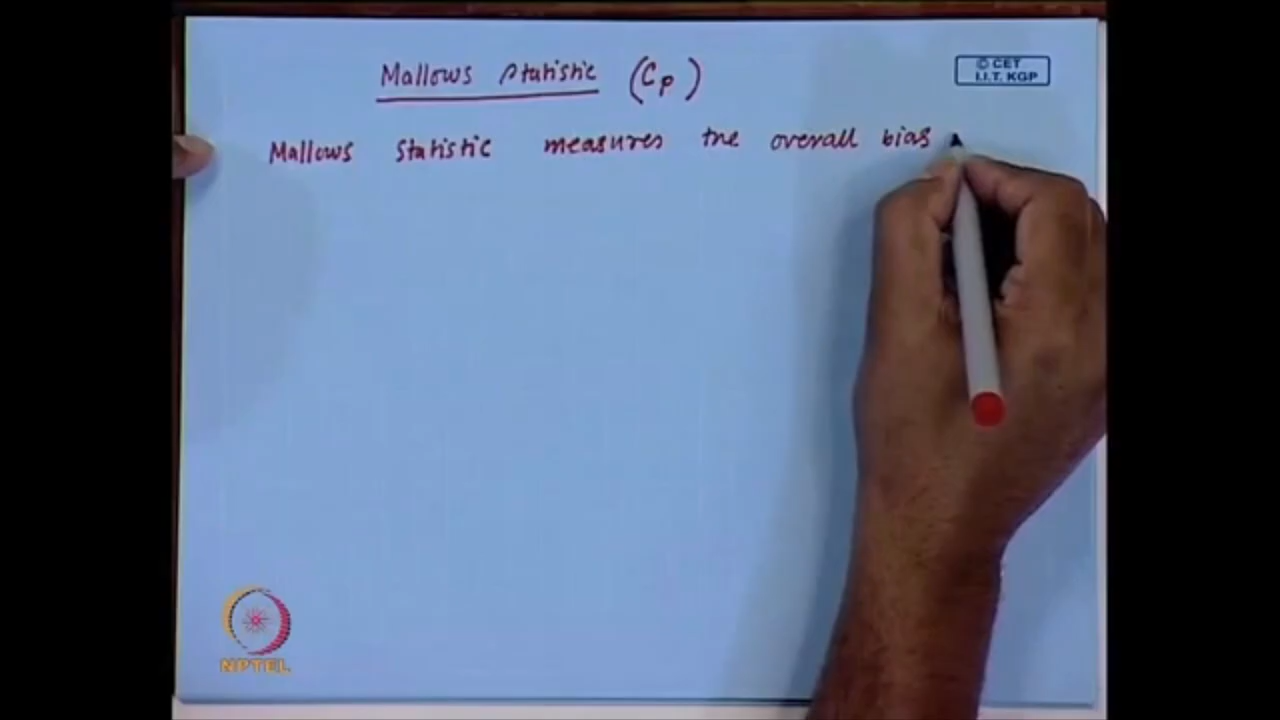 Mallows Statistic (Cp)
© CET
I.I.T. KGP
Mallows Statistic measures the overall bias
NPTEL